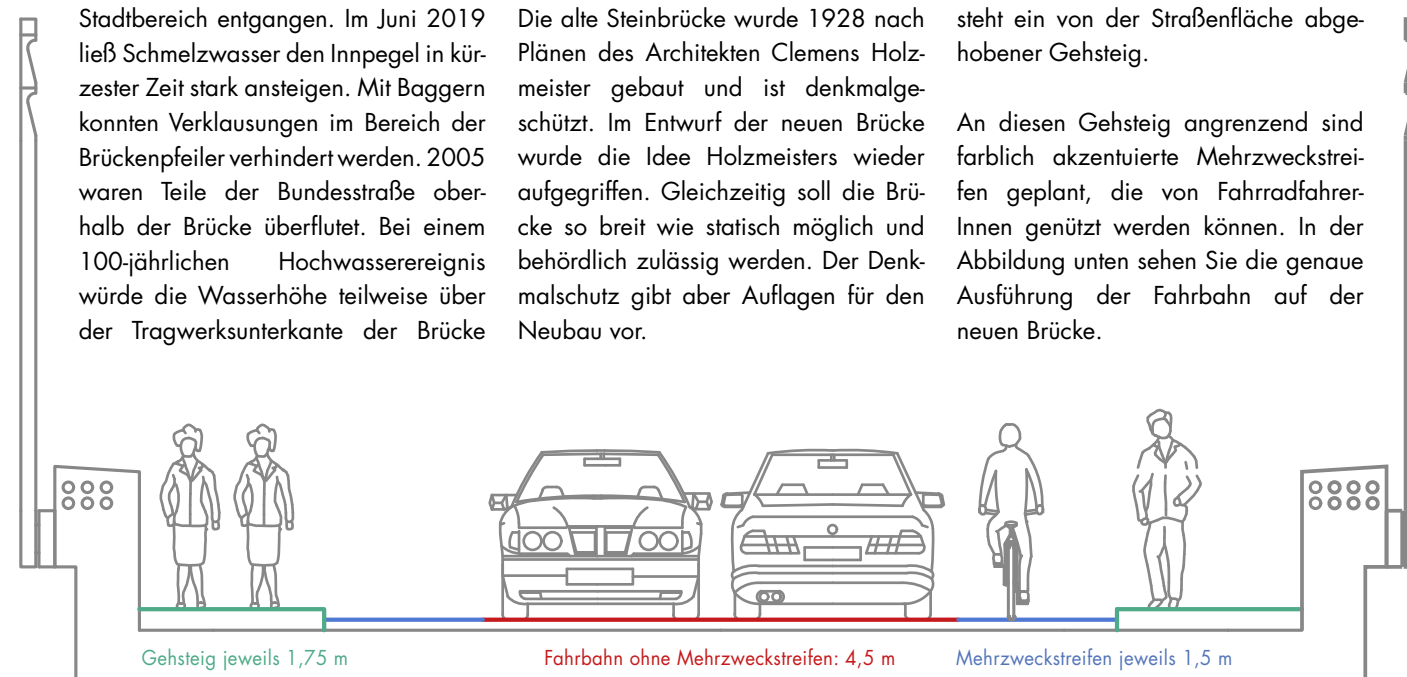 Stadtbereich entgangen. Im Juni 2019
ließ Schmelzwasser den Innpegel in kür-
zester Zeit stark ansteigen. Mit Baggern
konnten Verklausungen im Bereich der
Brückenpfeiler verhindert werden. 2005
waren Teile der Bundesstraße ober-
halb der Brücke überflutet. Bei einem
100-jährlichen Hochwasserereignis
würde die Wasserhöhe teilweise über
der Tragwerksunterkante der Brücke
Die alte Steinbrücke wurde 1928 nach
Plänen des Architekten Clemens Holz-
meister gebaut und ist denkmalge-
schützt. Im Entwurf der neuen Brücke
wurde die Idee Holzmeisters wieder
aufgegriffen. Gleichzeitig soll die Brü-
cke so breit wie statisch möglich und
behördlich zulässig werden. Der Denk-
malschutz gibt aber Auflagen für den
Neubau vor.
steht ein von der Straßenfläche abge-
hobener Gehsteig.
An diesen Gehsteig angrenzend sind
farblich akzentuierte Mehrzweckstrei-
fen geplant, die von Fahrradfahrer-
Innen genützt werden können. In der
Abbildung unten sehen Sie die genaue
Ausführung der Fahrbahn auf der
neuen Brücke.
Gehsteig jeweils 1,75 m
Fahrbahn ohne Mehrzweckstreifen: 4,5 m
Mehrzweckstreifen jeweils 1,5 m